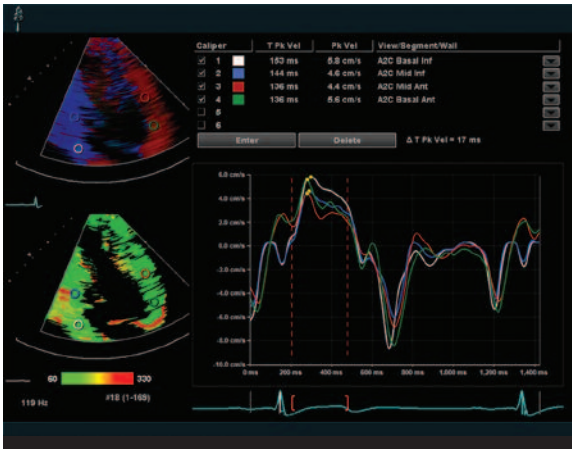 Caliper T Pk Vel Pk Vel View/Segment/Wall
1 153 ms 5.8 cm/s A2C Basal Inf
2 144 ms 4.6 cm/s A2C Mid Inf
3 136 ms 4.4 cm/s A2C Mid Ant
4 136 ms 5.6 cm/s A2C Basal Ant
5
6
Enter Delete Δ T Pk Vel = 17 ms
6.0 cm/s
4.0 cm/s
2.0 cm/s
0.0 cm/s
-2.0 cm/s
-4.0 cm/s
-6.0 cm/s
-8.0 cm/s
-10.0 cm/s
0 ms 200 ms 400 ms 600 ms 800 ms 1,000 ms 1,200 ms 1,400 ms
60 330
#18 (1-169)
119 Hz